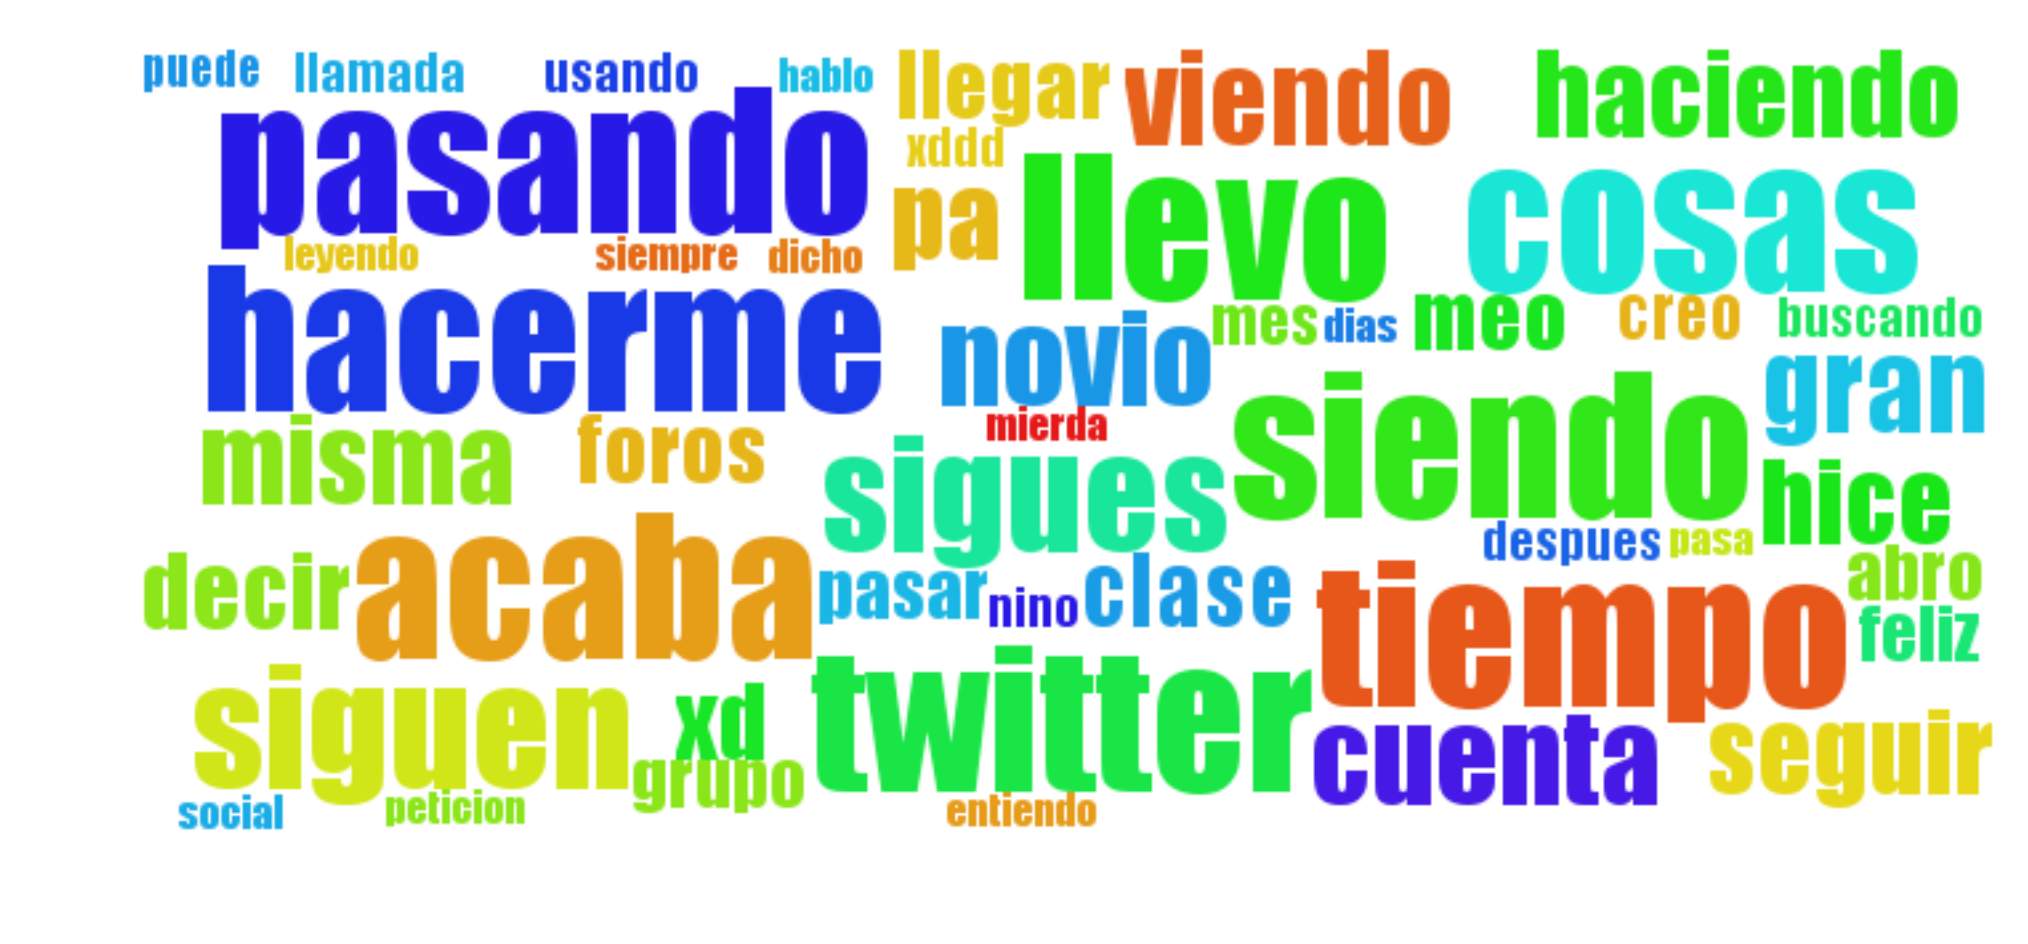 puede llamada usando hablo llegar viendo haciendo
pasando xddd llevo cosas
leyendo siempre dicho pa
hacerme novio mes dias meo creo buscando
misma foros mierda siendo gran
sigues hice
decir acaba pasar nino clase despues pasa abro
tiempo feliz
siguen xd twitter
grupo cuenta seguir
social peticion entiendo